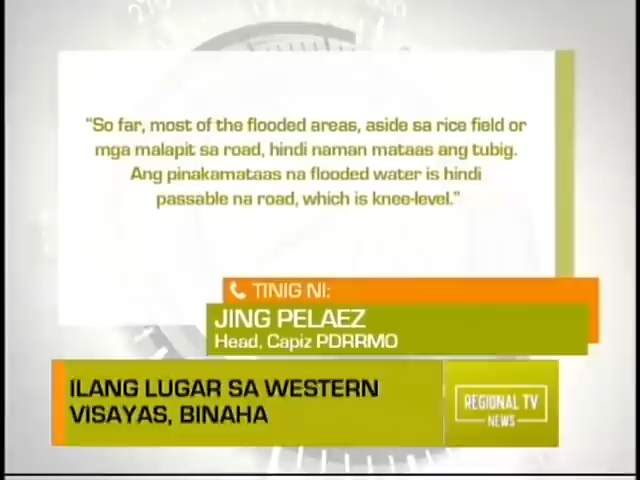 "So far, most of the flooded areas, aside sa rice field or
mga malapit sa road, hindi naman mataas ang tubig.
Ang pinakamataas na flooded water is hindi
passable na road, which is knee-level."
TINIG NI:
JING PELAEZ
Head, Capiz PDRRMO
ILANG LUGAR SA WESTERN
VISAYAS, BINAHA
REGIONAL TV
NEWS